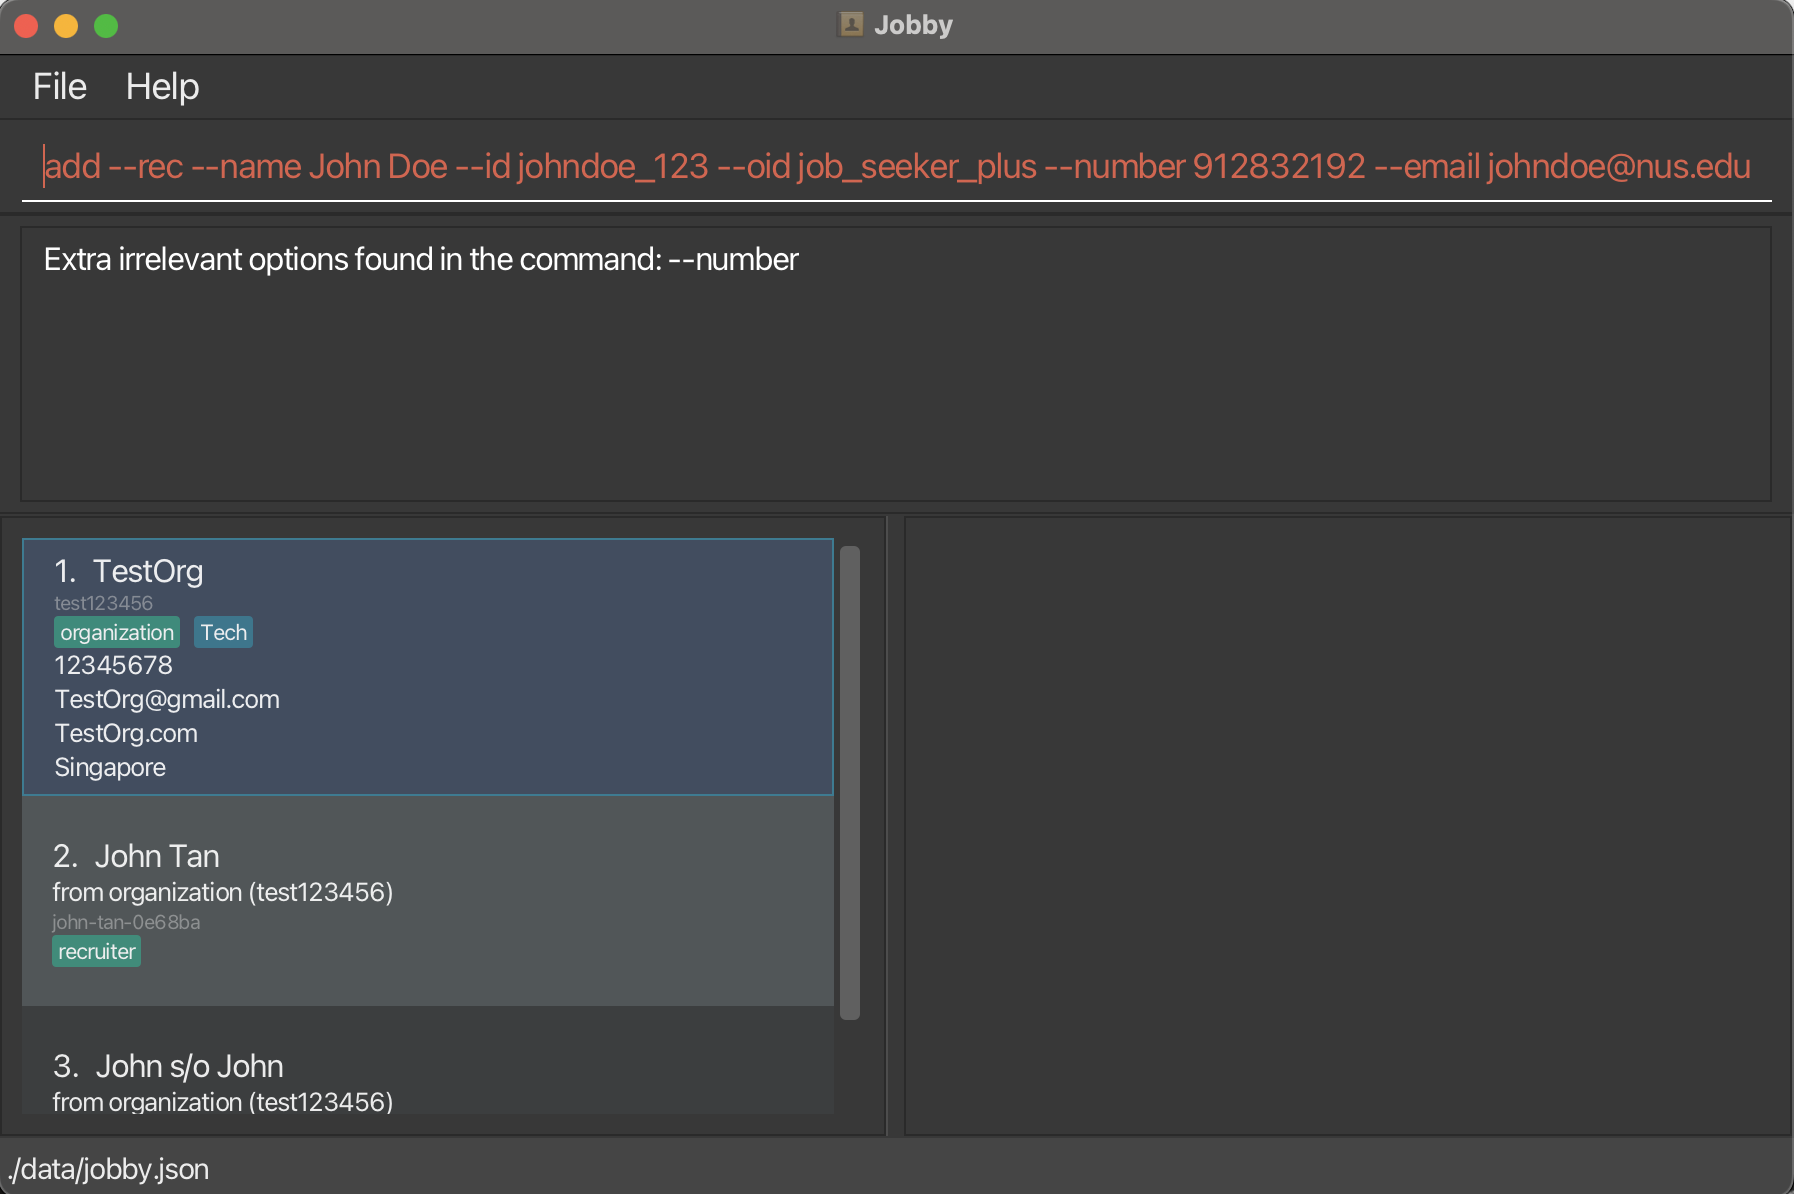 Jobby
File Help
add --rec --name John Doe --id johndoe_123 --oid job_seeker_plus --number 912832192 --email johndoe@nus.edu
Extra irrelevant options found in the command: --number
1. TestOrg
test123456
organization Tech
12345678
TestOrg@gmail.com
TestOrg.com
Singapore
2. John Tan
from organization (test123456)
john-tan-0e68ba
recruiter
3. John s/o John
from organization (test123456)
./data/jobby.json